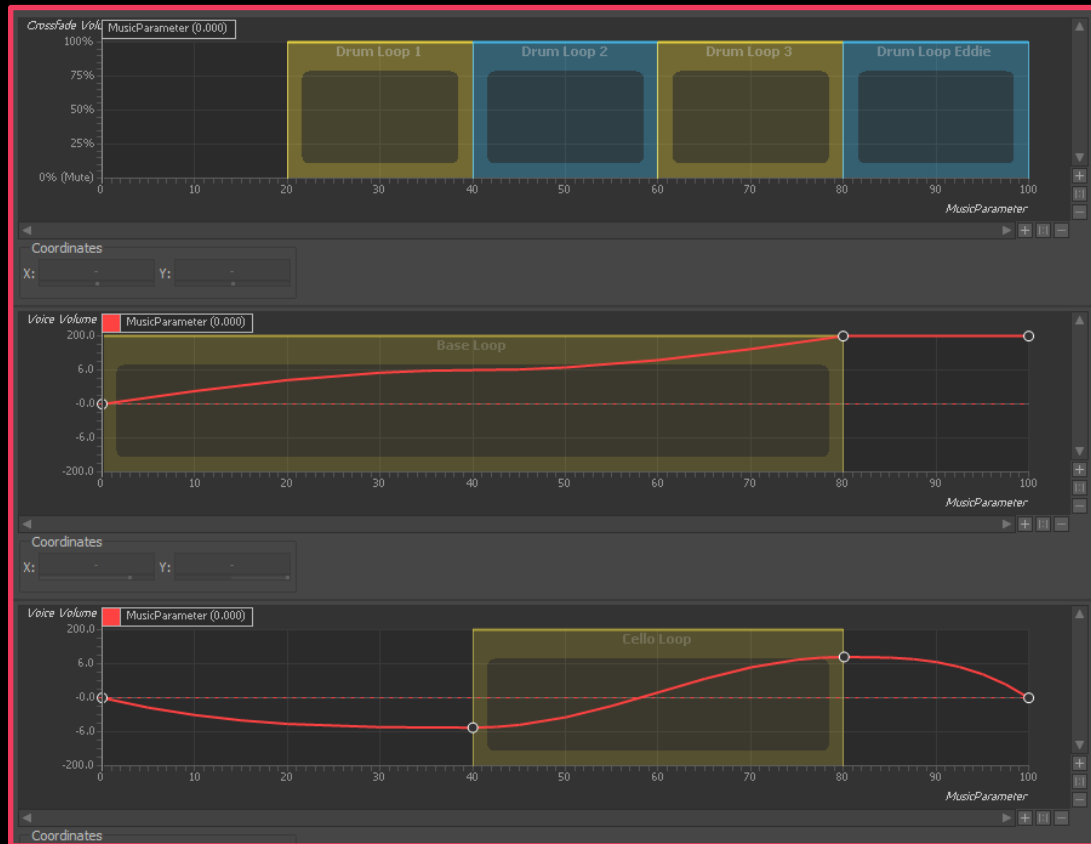 Crossfade Volu MusicParameter (0.000)
100%
Drum Loop 1 Drum Loop 2 Drum Loop 3 Drum Loop Eddie
75%
50%
25%
0% (Mute)
0 10 20 30 40 50 60 70 80 90 100
MusicParameter
Coordinates
X: - Y: -
Voice Volume MusicParameter (0.000)
200.0
Base Loop
6.0
-0.0
-6.0
-200.0
0 10 20 30 40 50 60 70 80 90 100
MusicParameter
Coordinates
X: - Y: -
Voice Volume MusicParameter (0.000)
200.0
Cello Loop
6.0
-0.0
-6.0
-200.0
0 10 20 30 40 50 60 70 80 90 100
MusicParameter
Coordinates